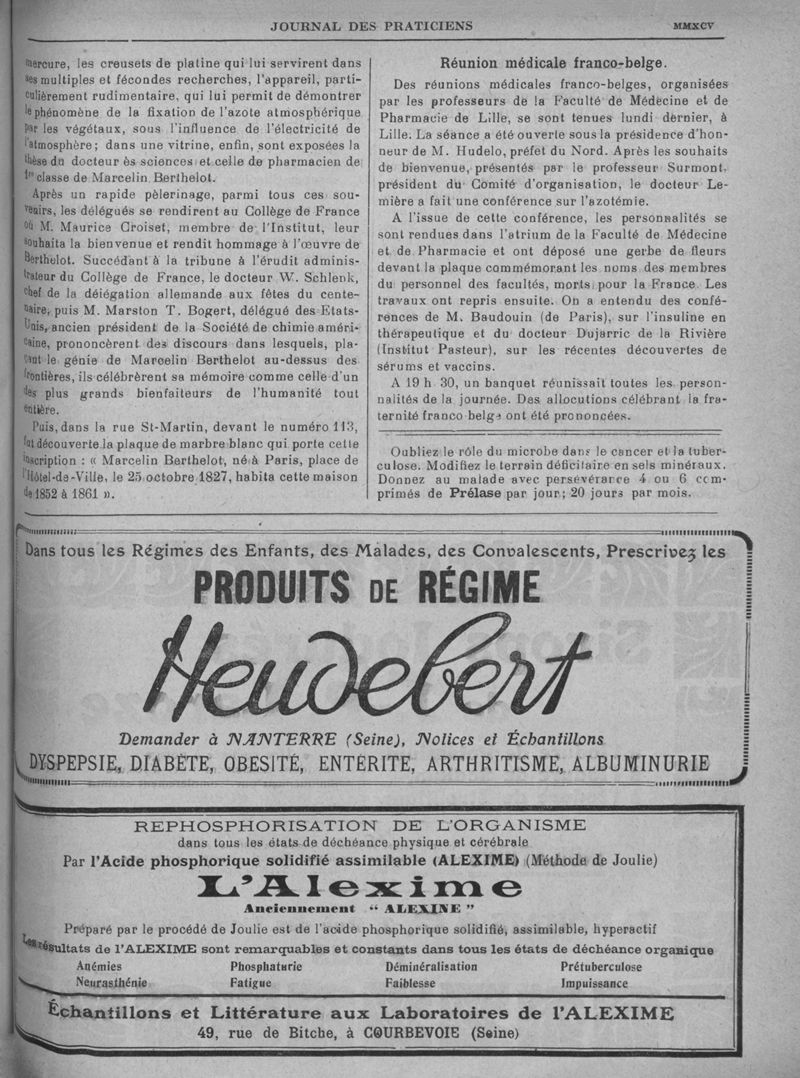 JOURNAL DES PRATICIENS
MMXCV
mercure, les creusets de platine qui lui servirent dans
ses multiples et fécondes recherches, l'appareil, parti-
culièrement rudimentaire, qui lui permit de démontrer
le phénomène de la fixation de l'azote atmosphérique
par les végétaux, sous l'influence de l'électricité de
l'atmosphère; dans une vitrine, enfin, sont exposées la
thèse du docteur ès sciences et celle de pharmacien de
1re classe de Marcelin Berthelot.
Après un rapide pèlerinage, parmi tous ces sou-
venirs, les délégués se rendirent au Collège de France
où M. Maurice Croiset, membre de l'Institut, leur
souhaita la bienvenue et rendit hommage à l'œuvre de
Berthelot. Succédant à la tribune à l'érudit adminis-
trateur du Collège de France, le docteur W. Schlenk,
chef de la délégation allemande aux fêtes du cente-
naire, puis M. Marston T. Bogert, délégué des Etats-
Unis, ancien président de la Société de chimie améri-
caine, prononcèrent des discours dans lesquels, pla-
çant le génie de Marcelin Berthelot au-dessus des
frontières, ils célébrèrent sa mémoire comme celle d'un
des plus grands bienfaiteurs de l'humanité tout
entière.
Puis, dans la rue St-Martin, devant le numéro 113,
fut découverte la plaque de marbre blanc qui porte cette
inscription : « Marcelin Berthelot, né à Paris, place de
l'Hôtel-de-Ville, le 25 octobre 1827, habita cette maison
de 1852 à 1861 ».
Réunion médicale franco-belge.
Des réunions médicales franco-belges, organisées
par les professeurs de la Faculté de Médecine et de
Pharmacie de Lille, se sont tenues lundi dernier, à
Lille. La séance a été ouverte sous la présidence d'hon-
neur de M. Hudelo, préfet du Nord. Après les souhaits
de bienvenue, présentés par le professeur Surmont,
président du Comité d'organisation, le docteur Le-
mière a fait une conférence sur l'azotémie.
A l'issue de cette conférence, les personnalités se
sont rendues dans l'atrium de la Faculté de Médecine
et de Pharmacie et ont déposé une gerbe de fleurs
devant la plaque commémorant les noms des membres
du personnel des facultés, morts pour la France. Les
travaux ont repris ensuite. On a entendu des confé-
rences de M. Baudouin (de Paris), sur l'insuline en
thérapeutique et du docteur Dujarric de la Rivière
(Institut Pasteur), sur les récentes découvertes de
sérums et vaccins.
A 19 h 30, un banquet réunissait toutes les person-
nalités de la journée. Des allocutions célébrant la fra-
ternité franco belge ont été prononcées.
Oubliez le rôle du microbe dans le cancer et la tuber-
culose. Modifiez le terrain déficitaire en sels minéraux.
Donnez au malade avec persévérance 4 ou 6 com-
primés de Prélase par jour; 20 jours par mois.
Dans tous les Régimes des Enfants, des Malades, des Convalescents, Prescrivez les
PRODUITS DE RÉGIME
Heudebert
Demander à NANTERRE (Seine), Notices et Échantillons
DYSPEPSIE, DIABÈTE, OBESITÉ, ENTÉRITE, ARTHRITISME, ALBUMINURIE
REPHOSPHORISATION DE L'ORGANISME
dans tous les états de déchéance physique et cérébrale
Par l'Acide phosphorique solidifié assimilable (ALEXIME) (Méthode de Joulie)
L'Alexime
Anciennement “ ALEXINE ”
Préparé par le procédé de Joulie est de l'acide phosphorique solidifié, assimilable, hyperactif
Les résultats de l'ALEXIME sont remarquables et constants dans tous les états de déchéance organique
Anémies Phosphaturie Déminéralisation Prétuberculose
Neurasthénie Fatigue Faiblesse Impuissance
Échantillons et Littérature aux Laboratoires de l'ALEXIME
49, rue de Bitche, à COURBEVOIE (Seine)